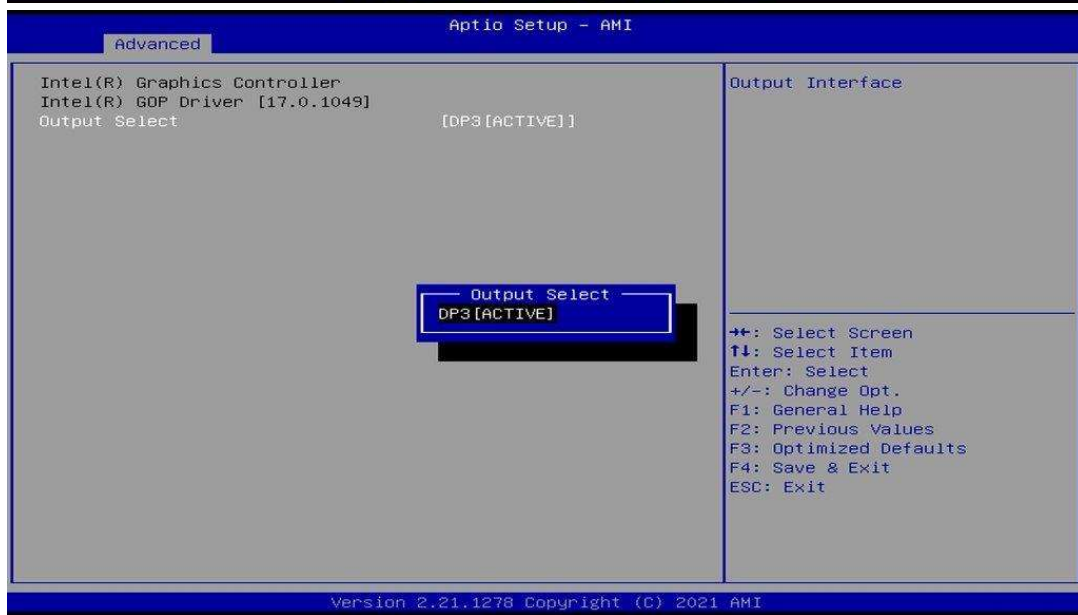 Aptio Setup – AMI
Advanced
Intel(R) Graphics Controller
Intel(R) GOP Driver [17.0.1049]
Output Select [DP3[ACTIVE]]
Output Interface
Output Select
DP3[ACTIVE]
→←: Select Screen
↑↓: Select Item
Enter: Select
+/-: Change Opt.
F1: General Help
F2: Previous Values
F3: Optimized Defaults
F4: Save & Exit
ESC: Exit
Version 2.21.1278 Copyright (C) 2021 AMI